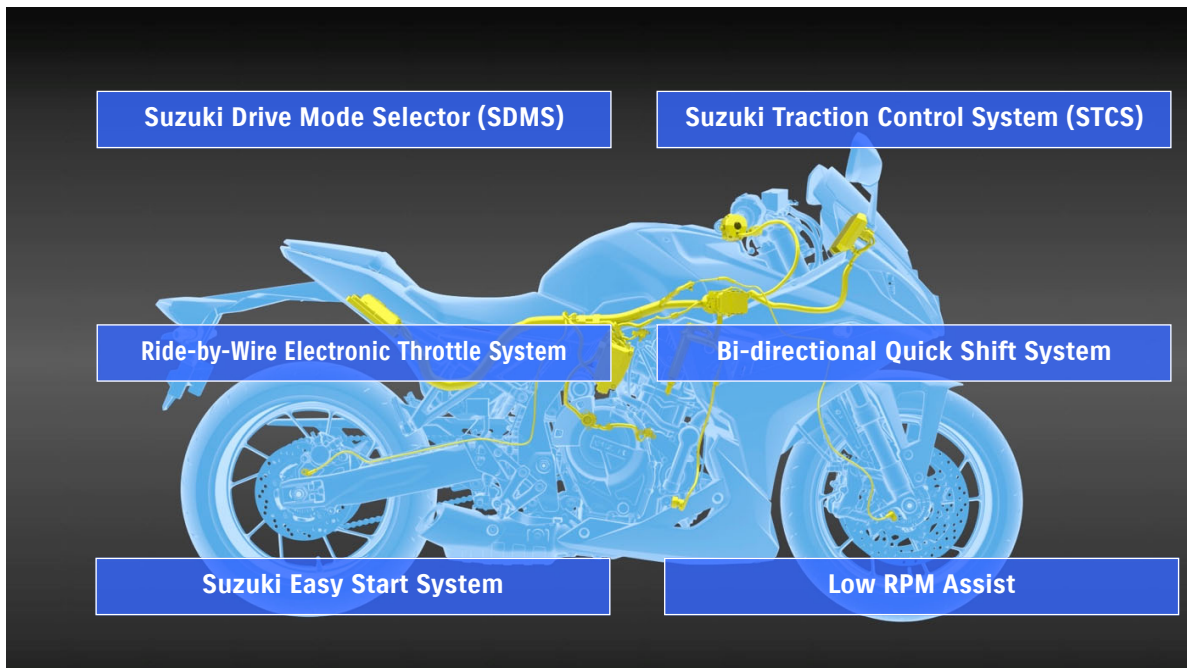 Suzuki Drive Mode Selector (SDMS)
Suzuki Traction Control System (STCS)
Ride-by-Wire Electronic Throttle System
Bi-directional Quick Shift System
Suzuki Easy Start System
Low RPM Assist